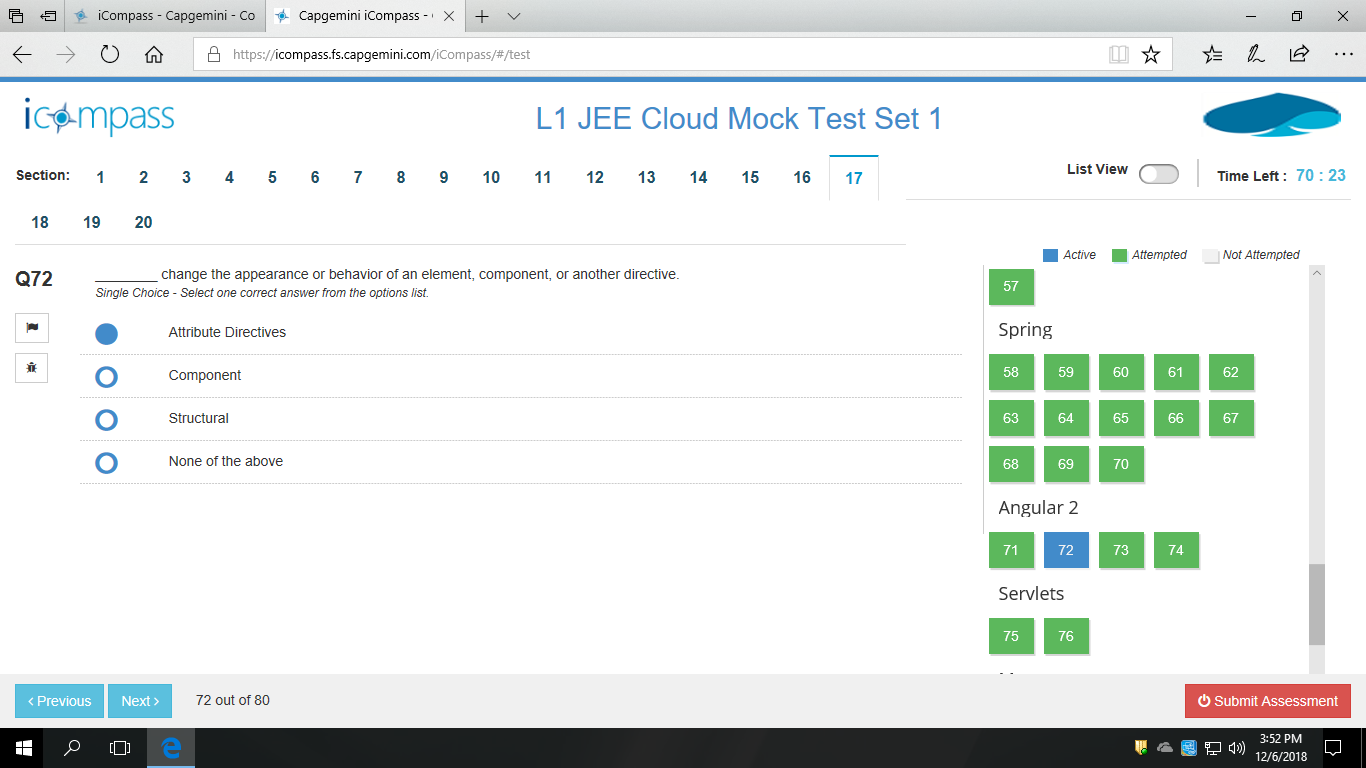 iCompass - Capgemini - Co
Capgemini iCompass -
https://icompass.fs.capgemini.com/iCompass/#/test
icompass
L1 JEE Cloud Mock Test Set 1
Section: 1 2 3 4 5 6 7 8 9 10 11 12 13 14 15 16 17
18 19 20
List View
Time Left : 70 : 23
Active Attempted Not Attempted
Q72
________ change the appearance or behavior of an element, component, or another directive.
Single Choice - Select one correct answer from the options list.
Attribute Directives
Component
Structural
None of the above
57
Spring
58 59 60 61 62
63 64 65 66 67
68 69 70
Angular 2
71 72 73 74
Servlets
75 76
‹ Previous Next › 72 out of 80
Submit Assessment
3:52 PM
12/6/2018